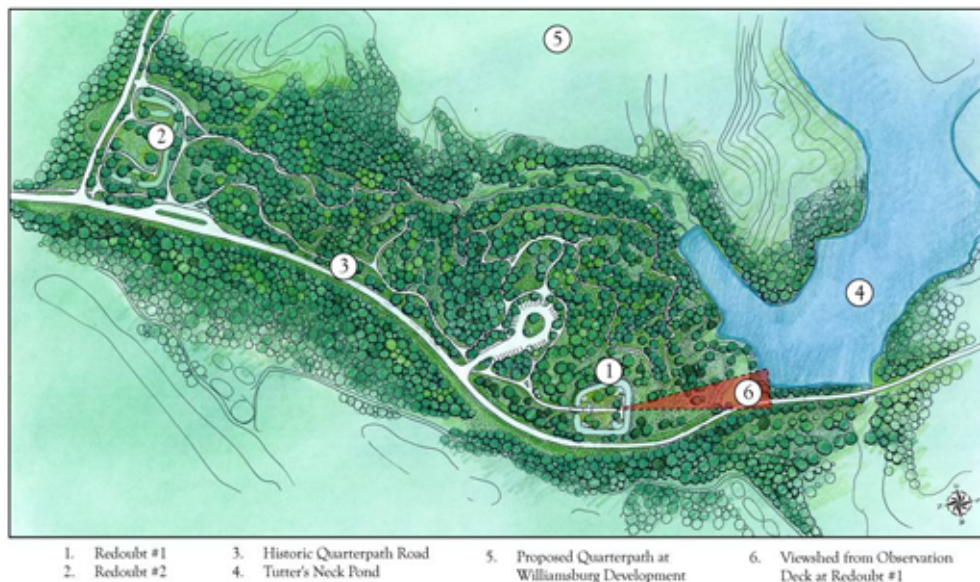 5
2
3
4
1
6
1. Redoubt #1
2. Redoubt #2
3. Historic Quarterpath Road
4. Tutter's Neck Pond
5. Proposed Quarterpath at
Williamsburg Development
6. Viewshed from Observation
Deck at Redoubt #1